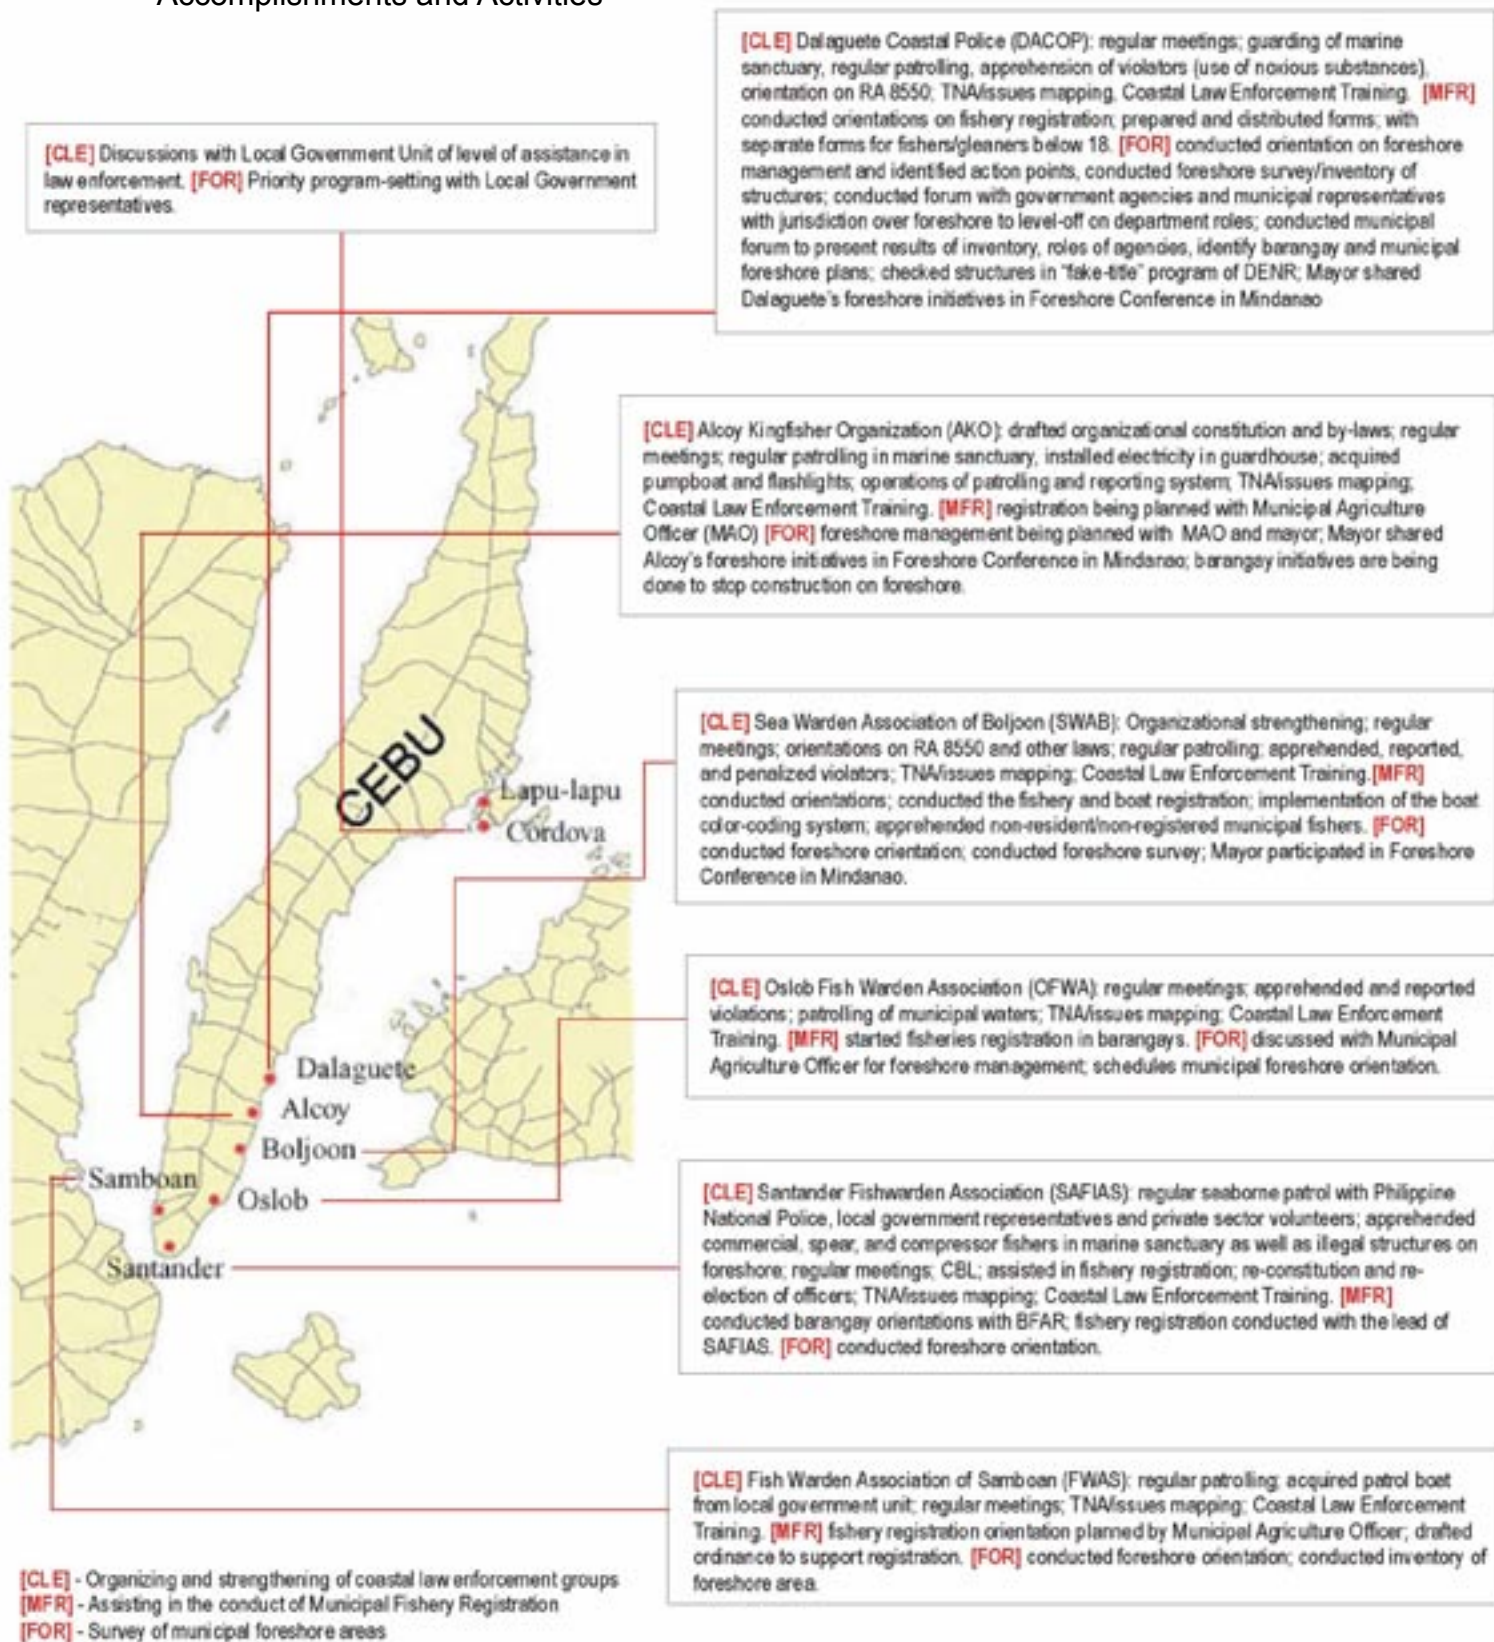 Accomplishments and Activities
[CLE] Dalaguete Coastal Police (DACOP): regular meetings; guarding of marine
sanctuary, regular patrolling, apprehension of violators (use of noxious substances),
orientation on RA 8550; TNA/issues mapping, Coastal Law Enforcement Training. [MFR]
conducted orientations on fishery registration; prepared and distributed forms; with
separate forms for fishers/gleaners below 18. [FOR] conducted orientation on foreshore
management and identified action points, conducted foreshore survey/inventory of
structures; conducted forum with government agencies and municipal representatives
with jurisdiction over foreshore to level-off on department roles; conducted municipal
forum to present results of inventory, roles of agencies, identify barangay and municipal
foreshore plans; checked structures in "fake-title" program of DENR; Mayor shared
Dalaguete's foreshore initiatives in Foreshore Conference in Mindanao
[CLE] Discussions with Local Government Unit of level of assistance in
law enforcement. [FOR] Priority program-setting with Local Government
representatives.
[CLE] Alcoy Kingfisher Organization (AKO): drafted organizational constitution and by-laws; regular
meetings; regular patrolling in marine sanctuary, installed electricity in guardhouse; acquired
pumpboat and flashlights; operations of patrolling and reporting system; TNA/issues mapping;
Coastal Law Enforcement Training. [MFR] registration being planned with Municipal Agriculture
Officer (MAO) [FOR] foreshore management being planned with MAO and mayor; Mayor shared
Alcoy's foreshore initiatives in Foreshore Conference in Mindanao; barangay initiatives are being
done to stop construction on foreshore.
[CLE] Sea Warden Association of Boljoon (SWAB): Organizational strengthening; regular
meetings; orientations on RA 8550 and other laws; regular patrolling; apprehended, reported,
and penalized violators; TNA/issues mapping; Coastal Law Enforcement Training.[MFR]
conducted orientations; conducted the fishery and boat registration; implementation of the boat
color-coding system; apprehended non-resident/non-registered municipal fishers. [FOR]
conducted foreshore orientation; conducted foreshore survey; Mayor participated in Foreshore
Conference in Mindanao.
CEBU
Lapu-lapu
Cordova
[CLE] Oslob Fish Warden Association (OFWA): regular meetings; apprehended and reported
violations; patrolling of municipal waters; TNA/issues mapping; Coastal Law Enforcement
Training. [MFR] started fisheries registration in barangays. [FOR] discussed with Municipal
Agriculture Officer for foreshore management; schedules municipal foreshore orientation.
Dalaguete
Alcoy
Boljoon
Samboan
Oslob
Santander
[CLE] Santander Fishwarden Association (SAFIAS): regular seaborne patrol with Philippine
National Police, local government representatives and private sector volunteers; apprehended
commercial, spear, and compressor fishers in marine sanctuary as well as illegal structures on
foreshore; regular meetings; CBL; assisted in fishery registration; re-constitution and re-
election of officers; TNA/issues mapping; Coastal Law Enforcement Training. [MFR]
conducted barangay orientations with BFAR; fishery registration conducted with the lead of
SAFIAS. [FOR] conducted foreshore orientation.
[CLE] Fish Warden Association of Samboan (FWAS): regular patrolling; acquired patrol boat
from local government unit; regular meetings; TNA/issues mapping; Coastal Law Enforcement
Training. [MFR] fishery registration orientation planned by Municipal Agriculture Officer; drafted
ordinance to support registration. [FOR] conducted foreshore orientation; conducted inventory of
foreshore area.
[CLE] - Organizing and strengthening of coastal law enforcement groups
[MFR] - Assisting in the conduct of Municipal Fishery Registration
[FOR] - Survey of municipal foreshore areas